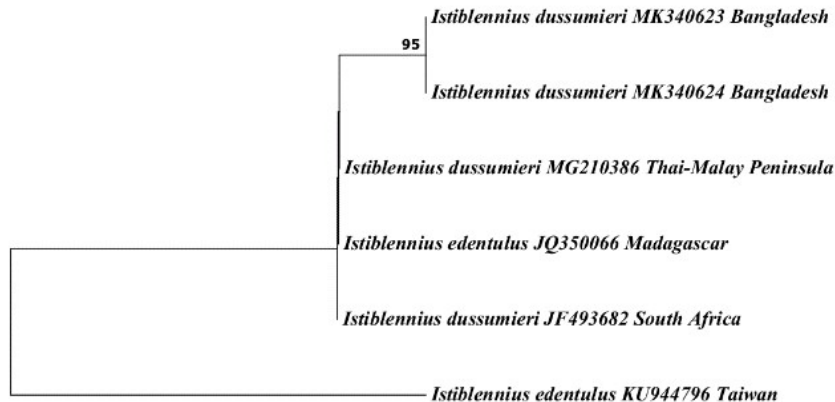 Istiblennius dussumieri MK340623 Bangladesh
95
Istiblennius dussumieri MK340624 Bangladesh
Istiblennius dussumieri MG210386 Thai-Malay Peninsula
Istiblennius edentulus JQ350066 Madagascar
Istiblennius dussumieri JF493682 South Africa
Istiblennius edentulus KU944796 Taiwan